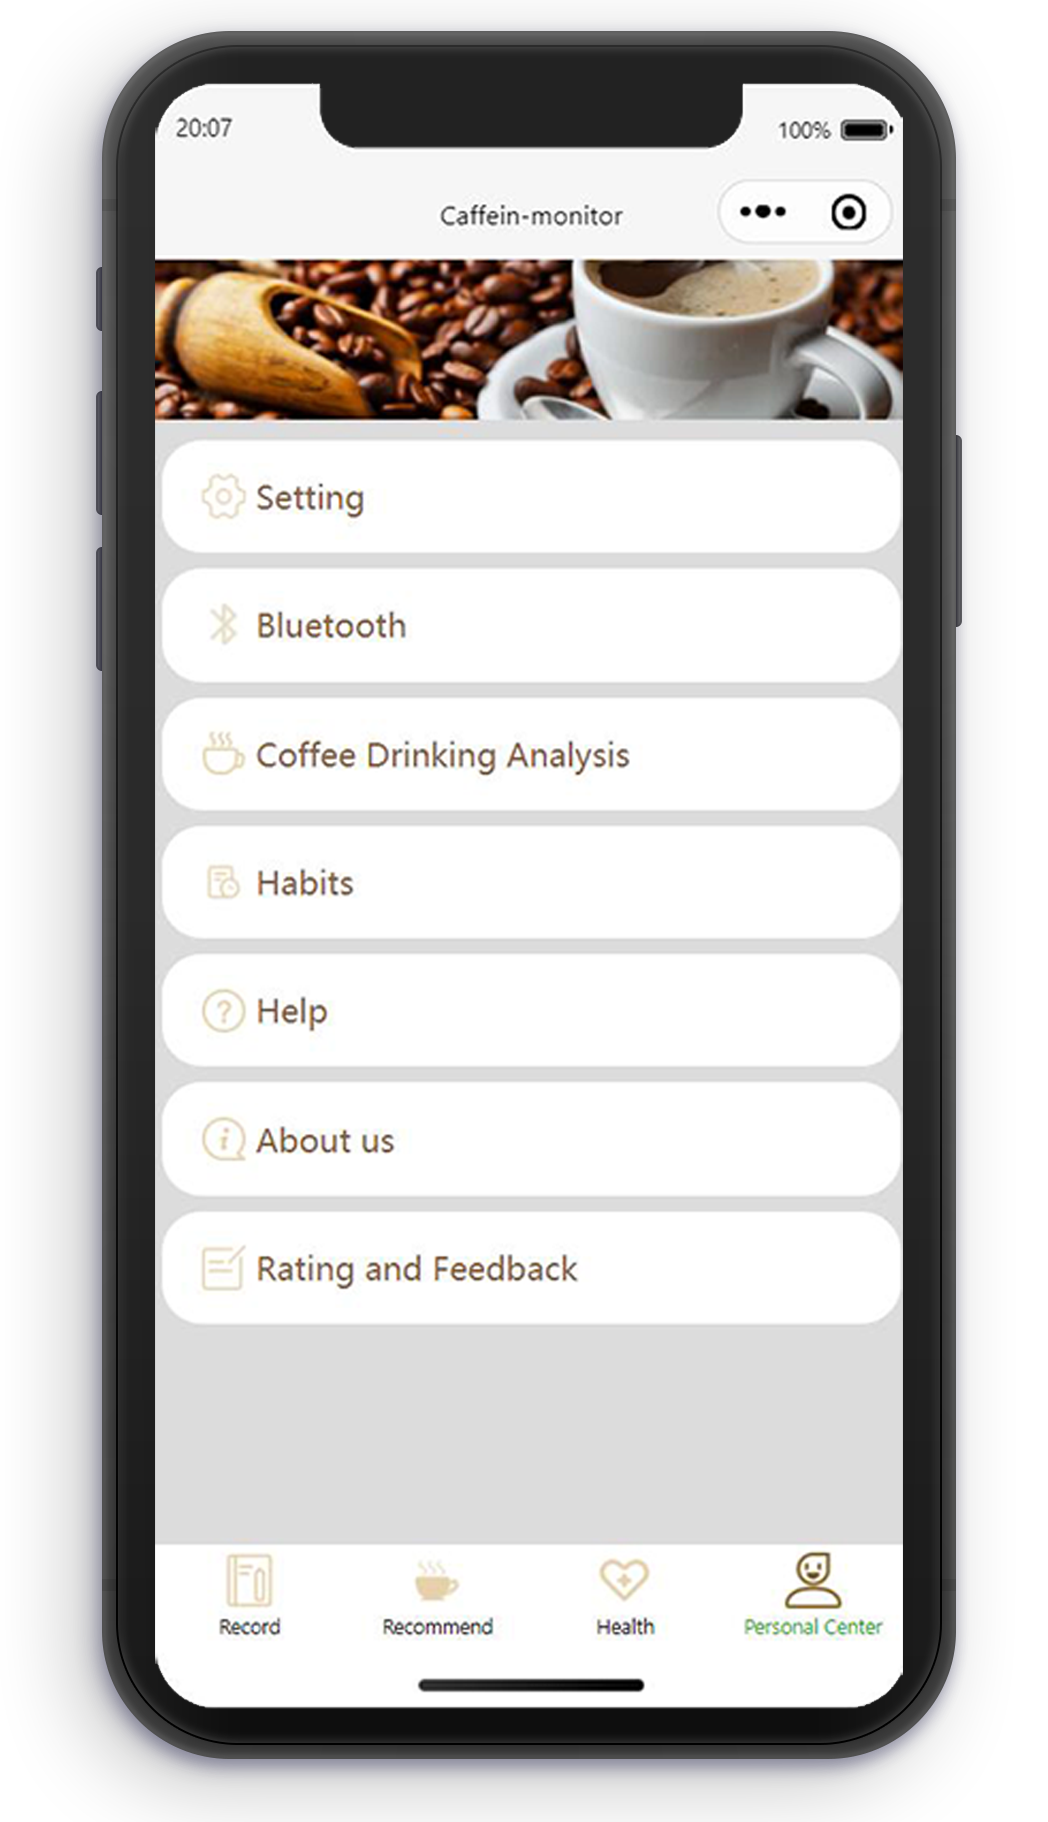 20:07
100%
Caffein-monitor
Setting
Bluetooth
Coffee Drinking Analysis
Habits
Help
About us
Rating and Feedback
Record
Recommend
Health
Personal Center